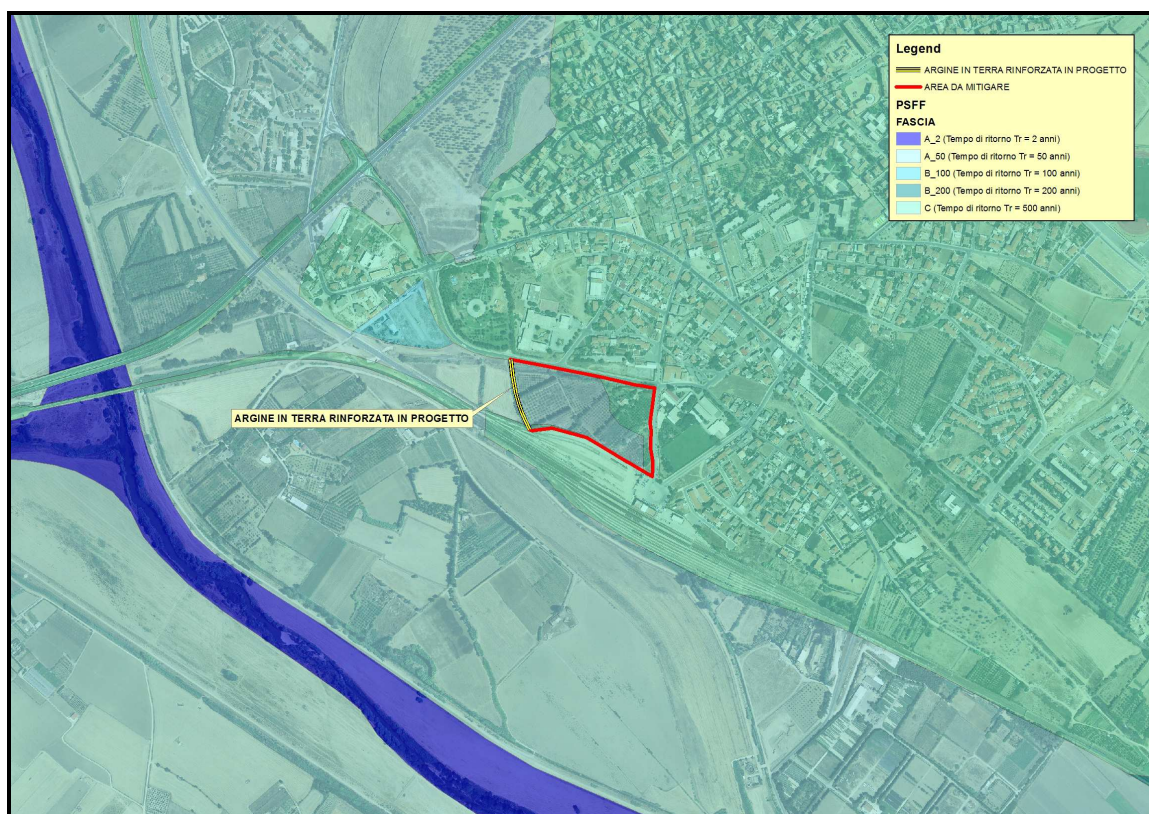 Legend
ARGINE IN TERRA RINFORZATA IN PROGETTO
AREA DA MITIGARE
PSFF
FASCIA
A_2 (Tempo di ritorno Tr = 2 anni)
A_50 (Tempo di ritorno Tr = 50 anni)
B_100 (Tempo di ritorno Tr = 100 anni)
B_200 (Tempo di ritorno Tr = 200 anni)
C (Tempo di ritorno Tr = 500 anni)
ARGINE IN TERRA RINFORZATA IN PROGETTO